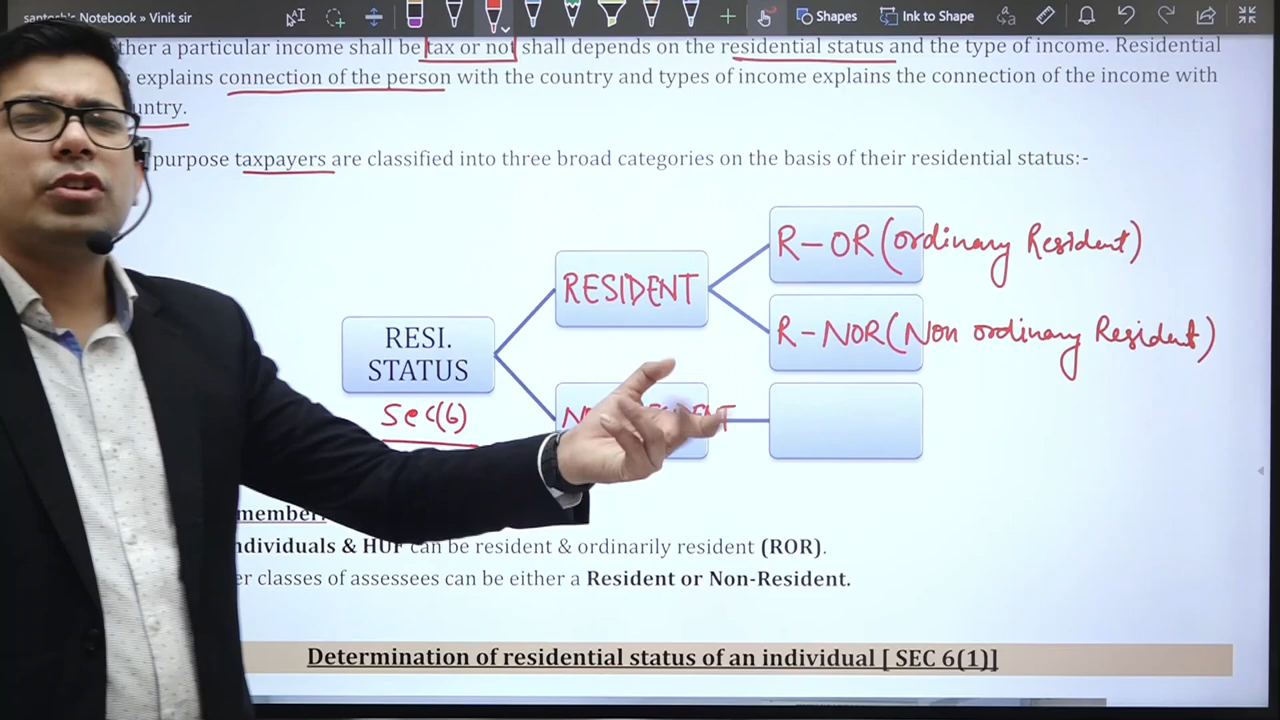 santosh's Notebook » Vinit sir
Shapes
Ink to Shape
ther a particular income shall be tax or not shall depends on the residential status and the type of income. Residential
s explains connection of the person with the country and types of income explains the connection of the income with
untry.
purpose taxpayers are classified into three broad categories on the basis of their residential status:-
R-OR (ordinary Resident)
RESIDENT
R-NOR (Non ordinary Resident)
RESI.
STATUS
Sec(6)
member:
ndividuals & HUF can be resident & ordinarily resident (ROR).
er classes of assessees can be either a Resident or Non-Resident.
Determination of residential status of an individual [ SEC 6(1)]